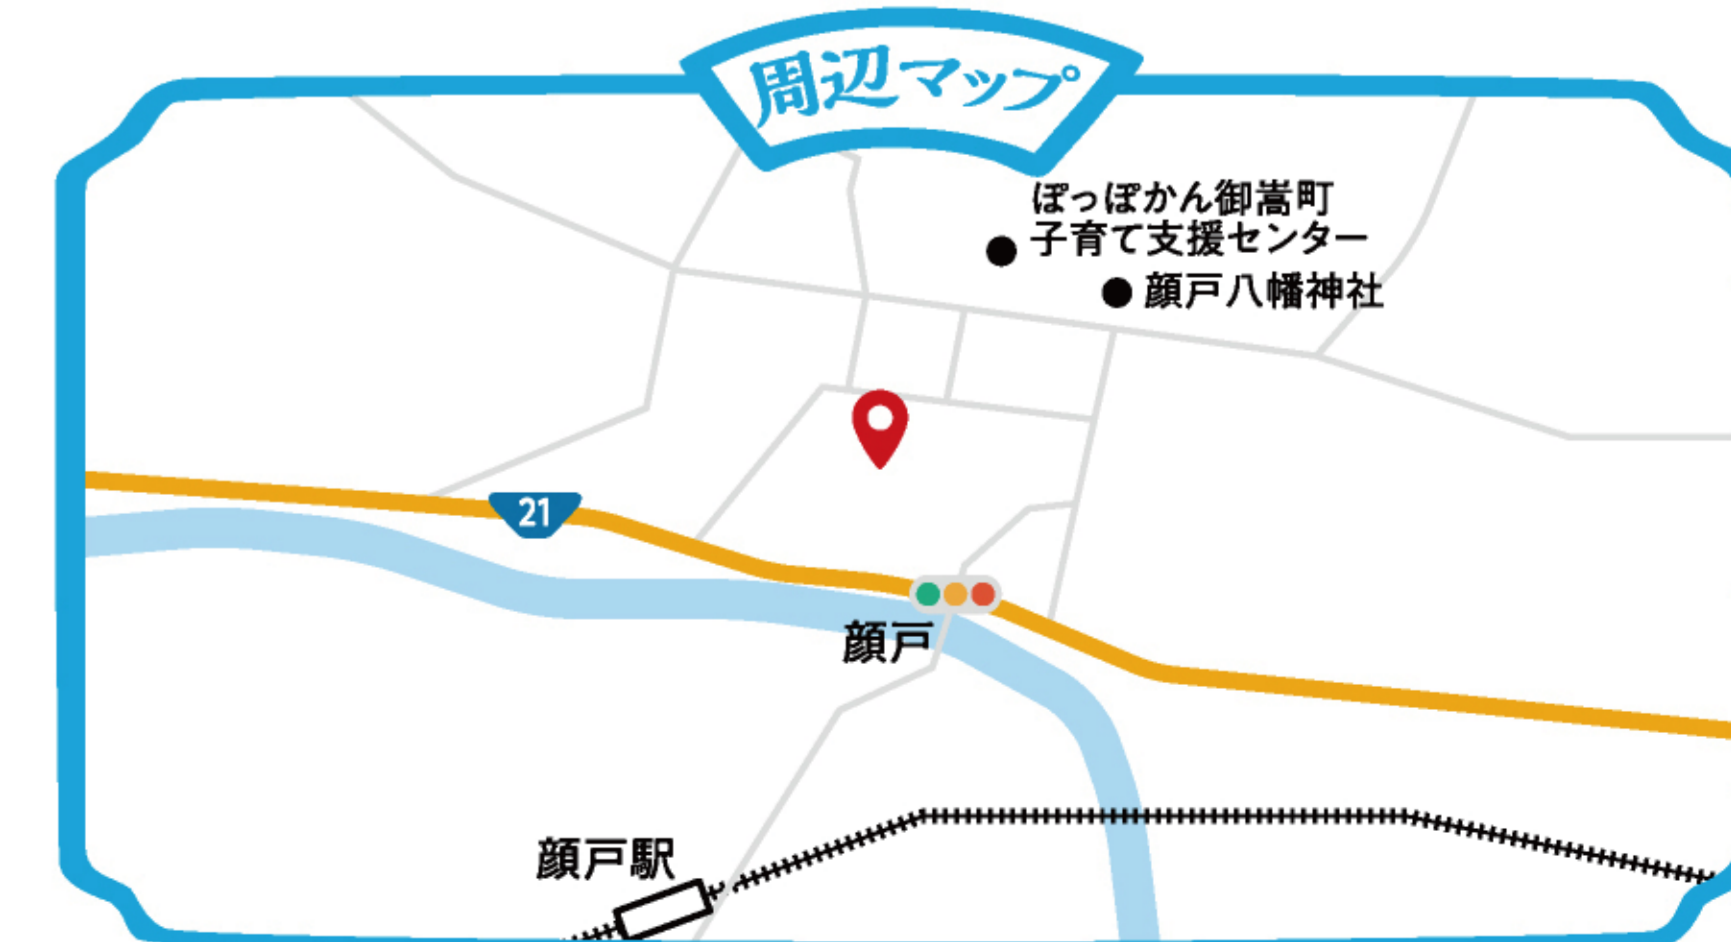 周辺マップ
ぽっぽかん御嵩町
子育て支援センター
顔戸八幡神社
21
顔戸
顔戸駅